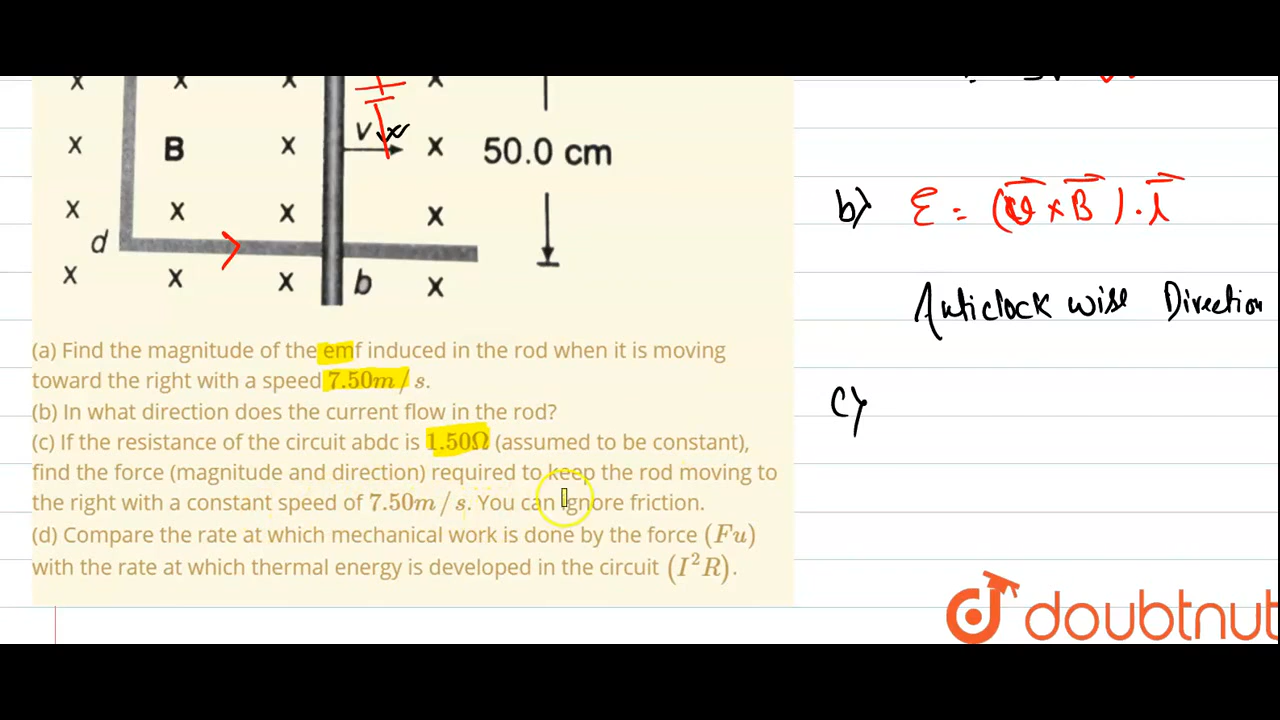 x x x x
x B x v x 50.0 cm
b) ε = (v × B) · l
x x x x
d
Anticlock wise Direction
x x x b x
(a) Find the magnitude of the emf induced in the rod when it is moving
toward the right with a speed 7.50m/s.
(b) In what direction does the current flow in the rod?
C)
(c) If the resistance of the circuit abdc is 1.50Ω (assumed to be constant),
find the force (magnitude and direction) required to keep the rod moving to
the right with a constant speed of 7.50m/s. You can ignore friction.
(d) Compare the rate at which mechanical work is done by the force (Fu)
with the rate at which thermal energy is developed in the circuit (I²R).
doubtnut